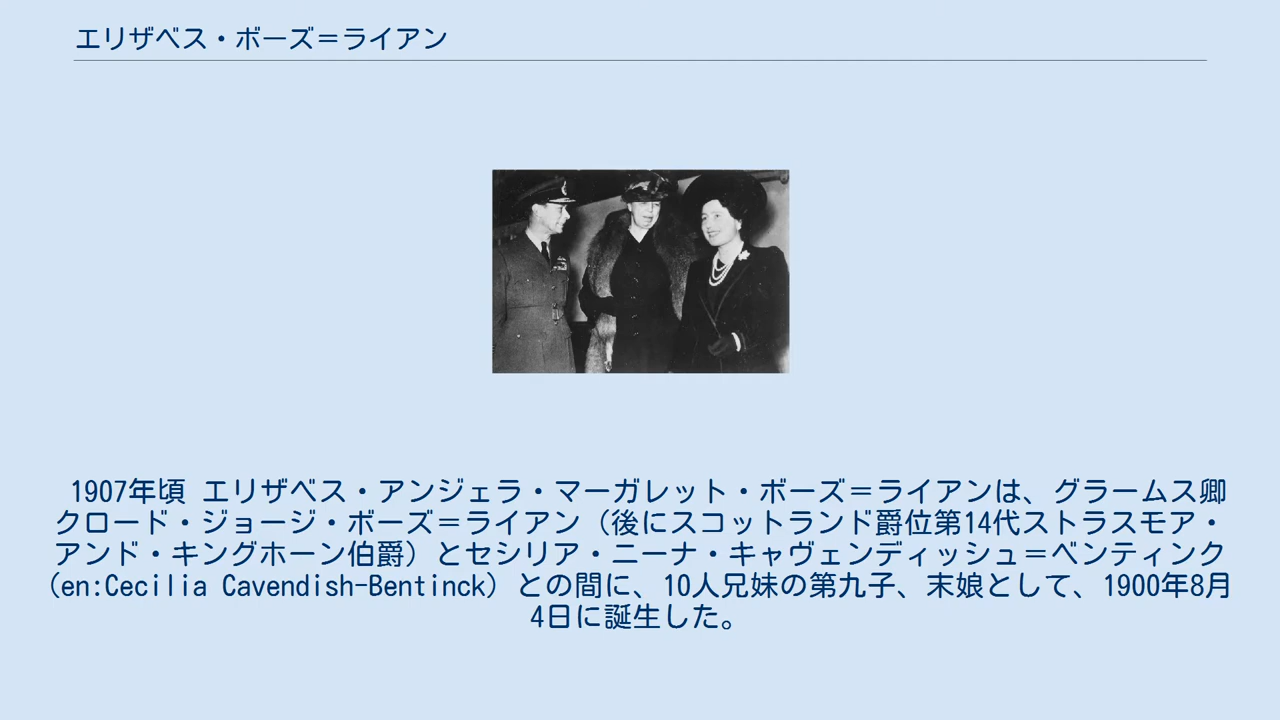 エリザベス・ボーズ＝ライアン
1907年頃 エリザベス・アンジェラ・マーガレット・ボーズ＝ライアンは、グラームス卿
クロード・ジョージ・ボーズ＝ライアン（後にスコットランド爵位第14代ストラスモア・
アンド・キングホーン伯爵）とセシリア・ニーナ・キャヴェンディッシュ＝ベンティンク
（en:Cecilia Cavendish-Bentinck）との間に、10人兄妹の第九子、末娘として、1900年8月
4日に誕生した。